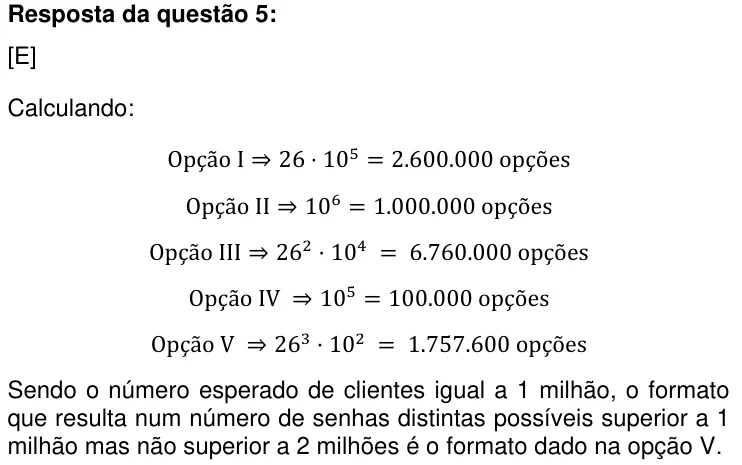 Resposta da questão 5:
[E]
Calculando:
Opção I ⇒ 26 · 10⁵ = 2.600.000 opções
Opção II ⇒ 10⁶ = 1.000.000 opções
Opção III ⇒ 26² · 10⁴ = 6.760.000 opções
Opção IV ⇒ 10⁵ = 100.000 opções
Opção V ⇒ 26³ · 10² = 1.757.600 opções
Sendo o número esperado de clientes igual a 1 milhão, o formato
que resulta num número de senhas distintas possíveis superior a 1
milhão mas não superior a 2 milhões é o formato dado na opção V.